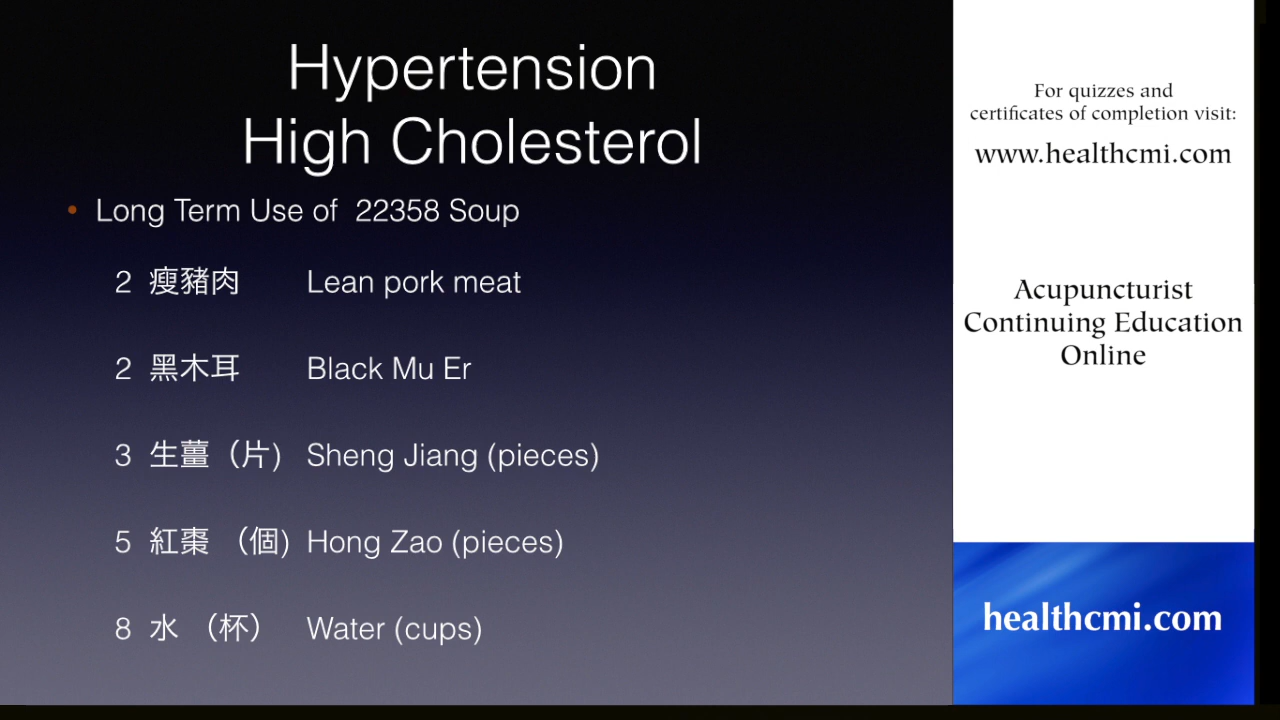 Hypertension
High Cholesterol
• Long Term Use of 22358 Soup
2 瘦豬肉 Lean pork meat
2 黑木耳 Black Mu Er
3 生薑（片) Sheng Jiang (pieces)
5 紅棗 （個) Hong Zao (pieces)
8 水 （杯） Water (cups)
For quizzes and
certificates of completion visit:
www.healthcmi.com
Acupuncturist
Continuing Education
Online
healthcmi.com